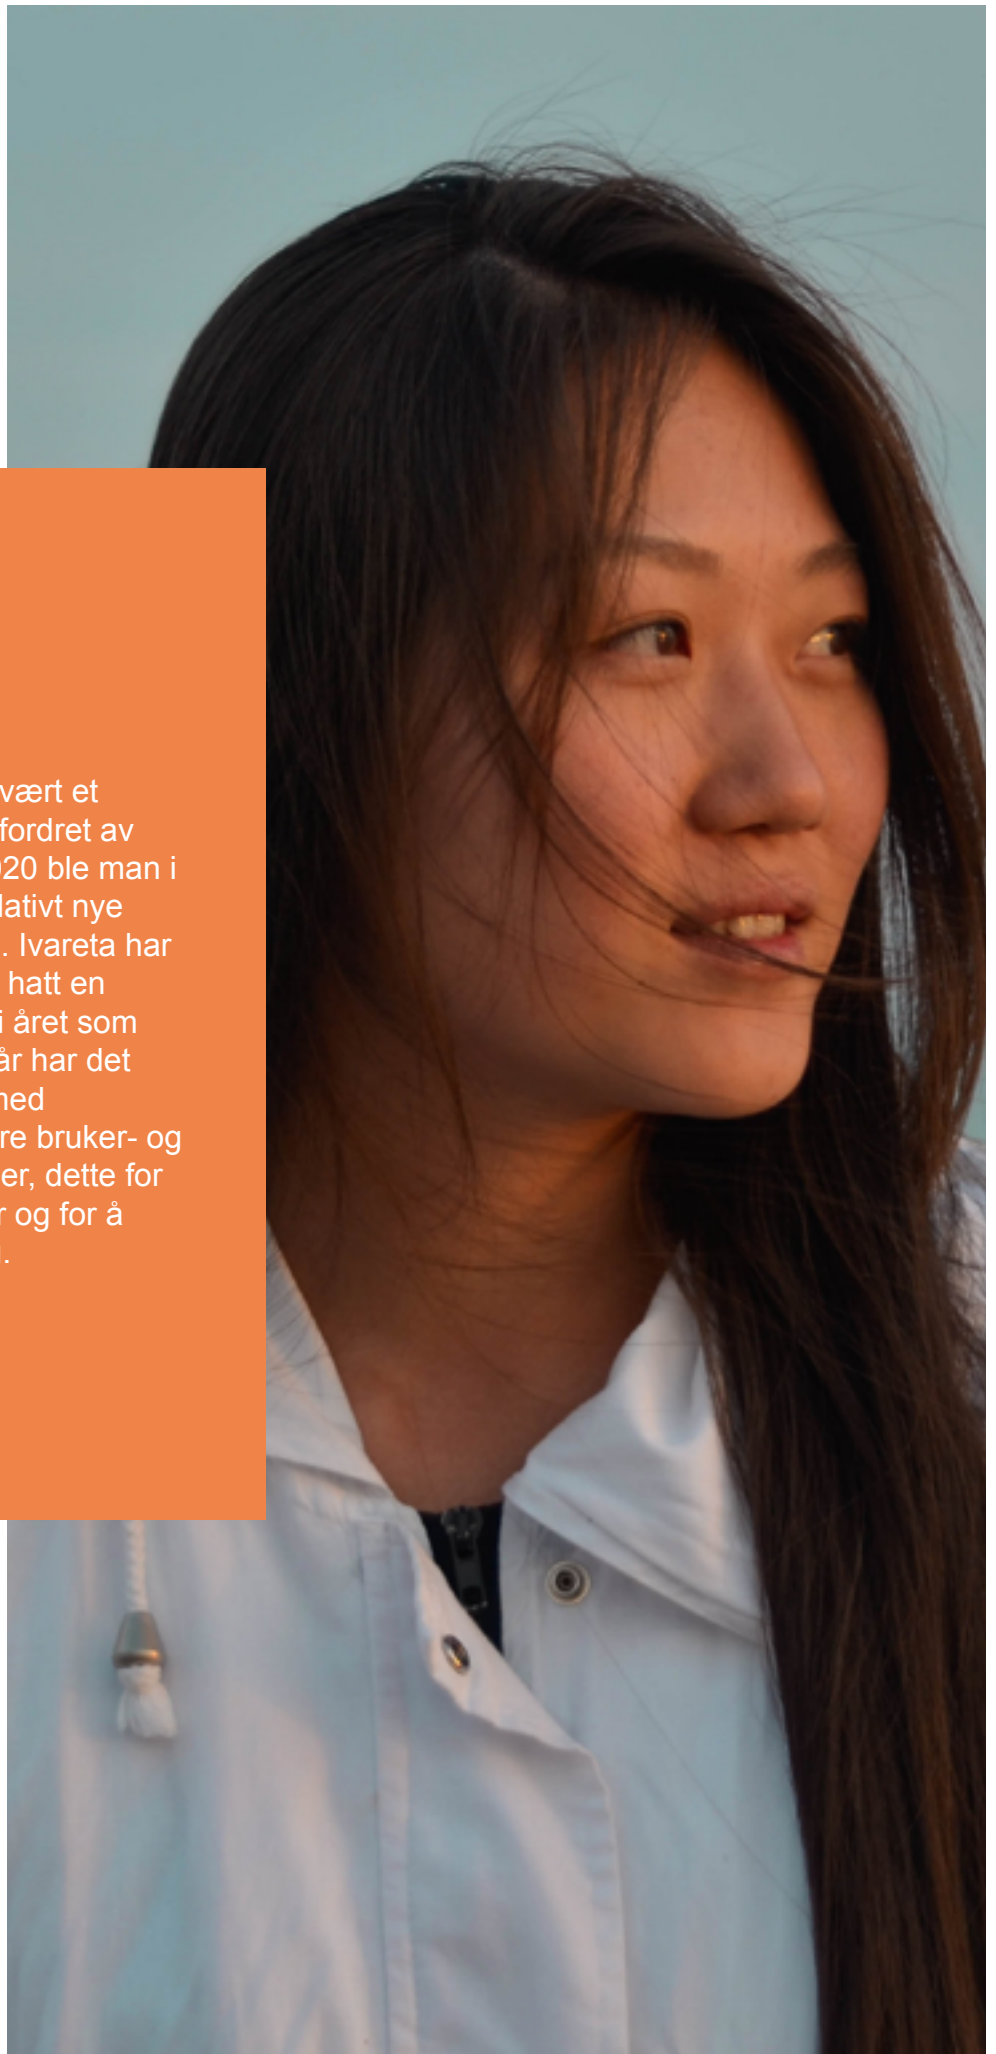 vært et
fordret av
020 ble man i
lativt nye
. Ivareta har
hatt en
i året som
år har det
ned
re bruker- og
er, dette for
r og for å
.